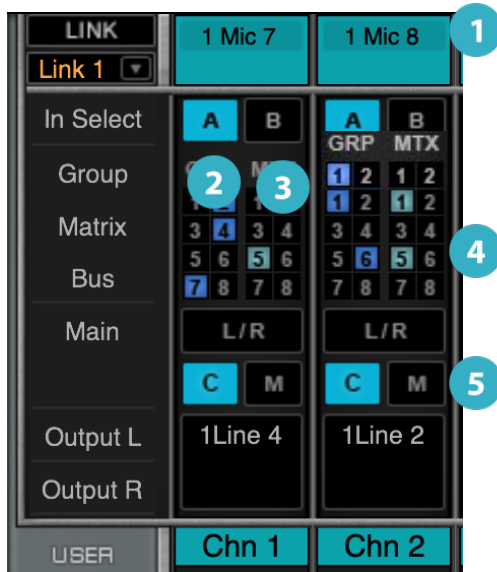 LINK
1 Mic 7
1 Mic 8
1
Link 1
In Select
A B
A B
Group
GRP MTX
2
3
1 2 1 2
1 2 1 2
Matrix
3 4 3 4
3 4 3 4
4
5 6 5 6
5 6 5 6
Bus
7 8 7 8
7 8 7 8
Main
L/R
L/R
C M
C M
5
Output L
1Line 4
1Line 2
Output R
USER
Chn 1
Chn 2